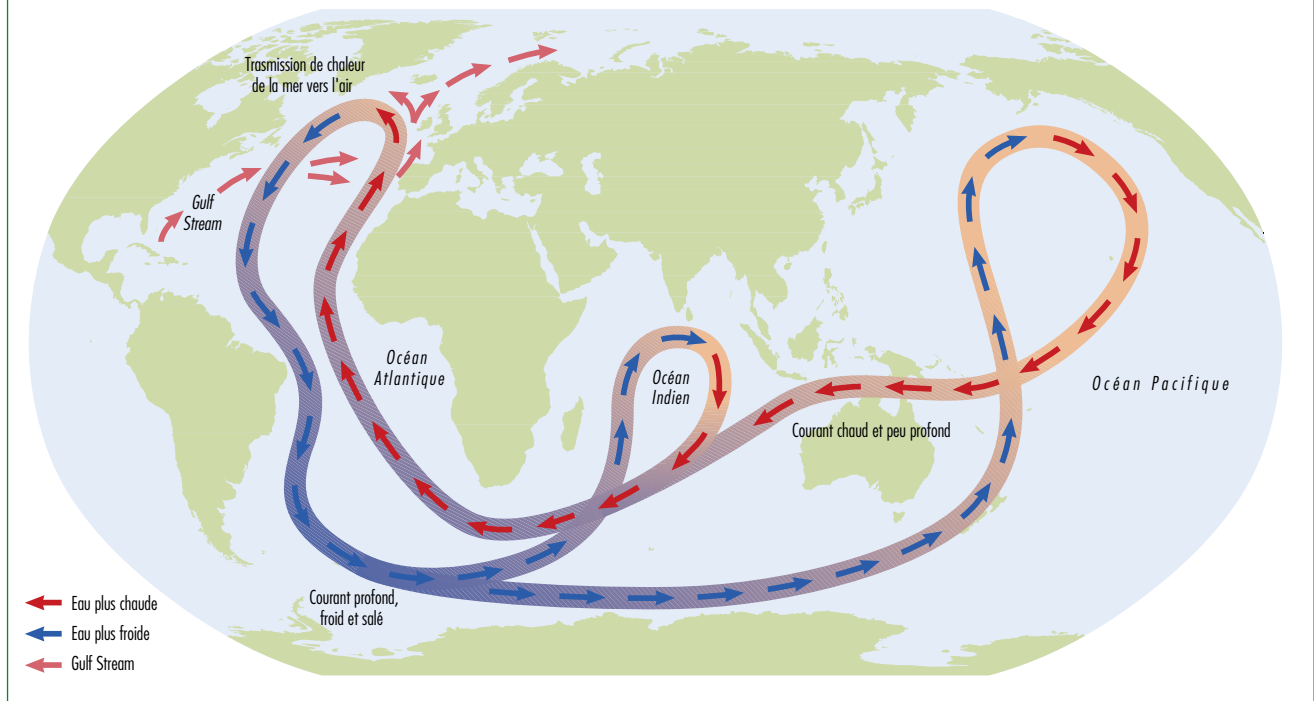 Trasmission de chaleur
de la mer vers l'air
Gulf
Stream
Océan
Atlantique
Océan
Indien
Océan Pacifique
Courant chaud et peu profond
Courant profond,
froid et salé
Eau plus chaude
Eau plus froide
Gulf Stream